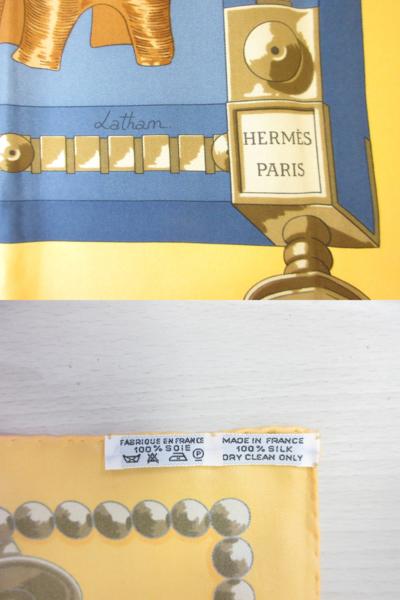 Latham.
HERMÈS
PARIS
FABRIQUE EN FRANCE
100% SOIE
MADE IN FRANCE
100% SILK
DRY CLEAN ONLY
P